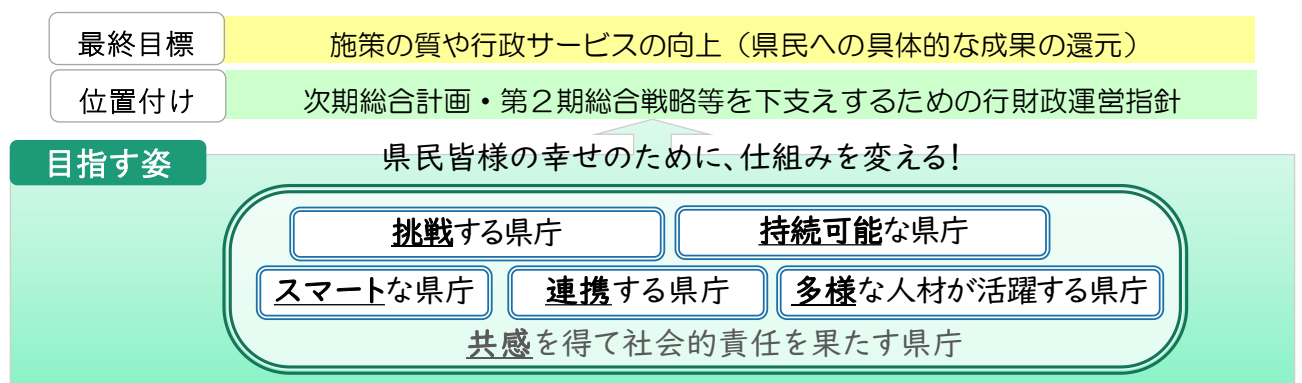 最終目標
施策の質や行政サービスの向上（県民への具体的な成果の還元）
位置付け
次期総合計画・第２期総合戦略等を下支えするための行財政運営指針
目指す姿
県民皆様の幸せのために、仕組みを変える！
挑戦する県庁
持続可能な県庁
スマートな県庁
連携する県庁
多様な人材が活躍する県庁
共感を得て社会的責任を果たす県庁